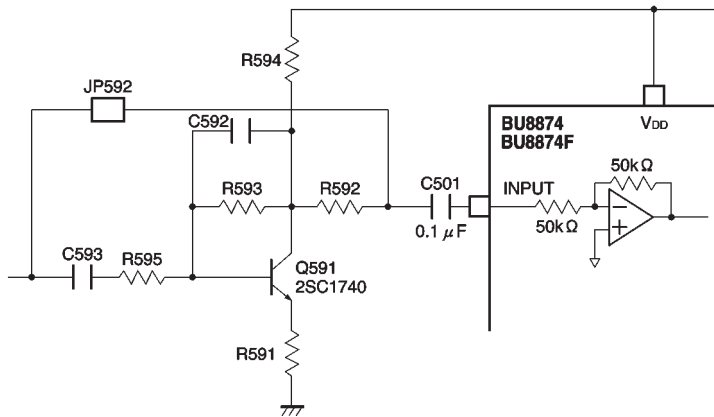 R594
JP592
C592
BU8874
BU8874F
VDD
R593
R592
C501
INPUT
50kΩ
50kΩ
0.1 μF
C593
R595
Q591
2SC1740
R591